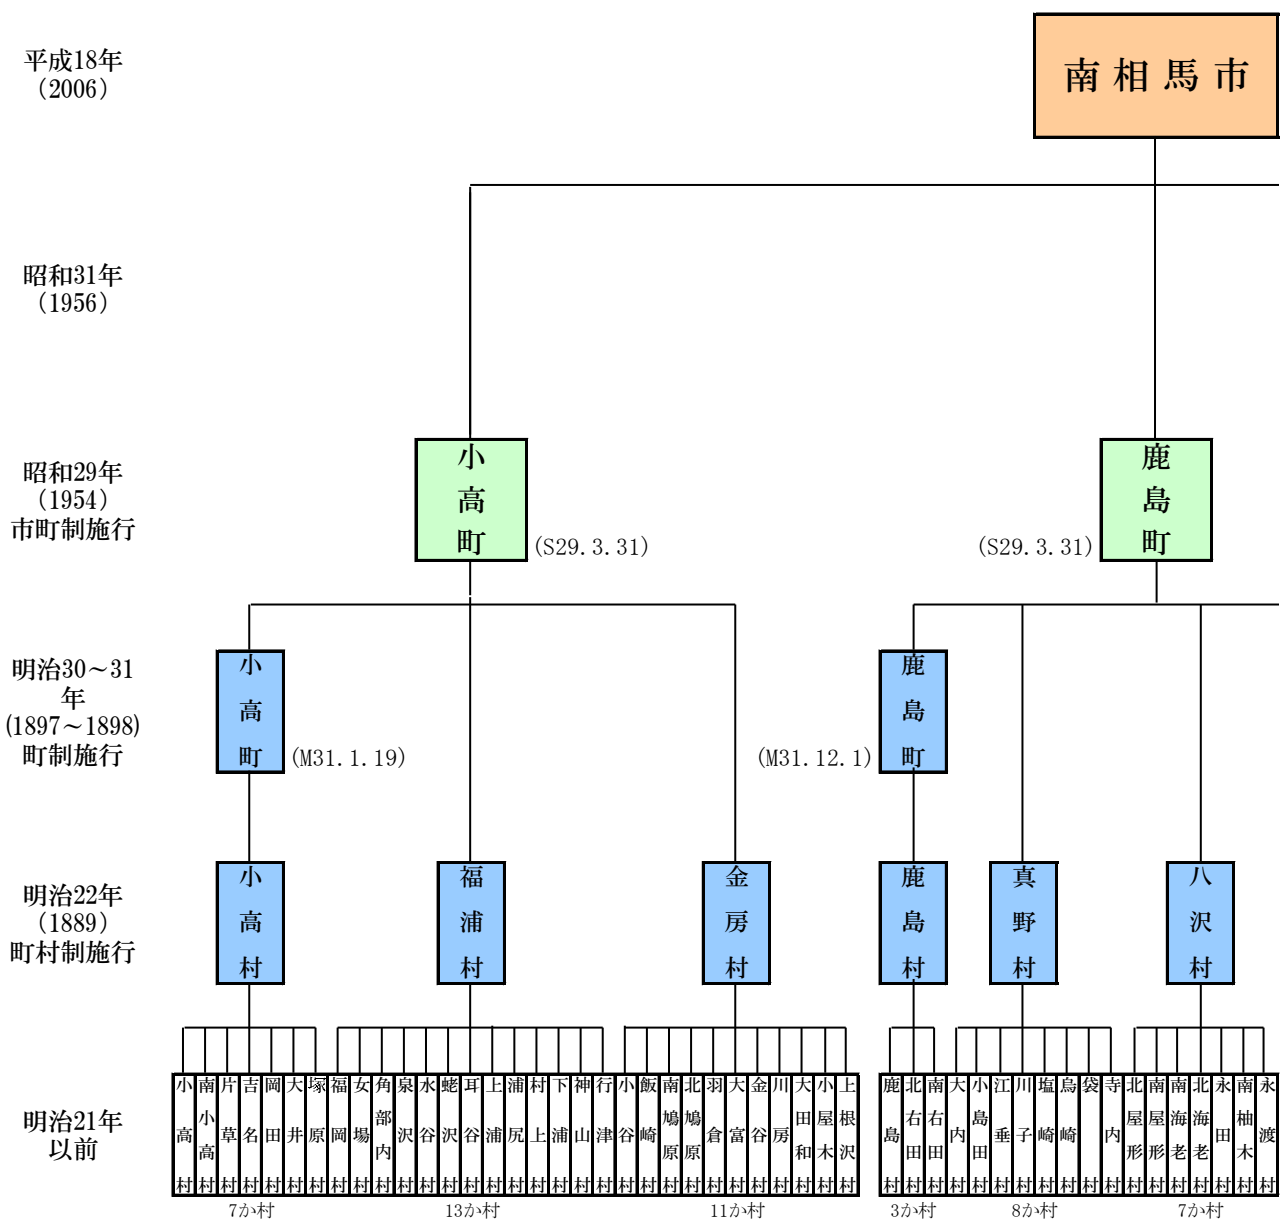 平成18年
（2006）
南相馬市
昭和31年
（1956）
昭和29年
（1954）
市町制施行
小高町
(S29.3.31)
(S29.3.31)
鹿島町
明治30～31
年
(1897～1898)
町制施行
小高町
(M31.1.19)
(M31.12.1)
鹿島町
明治22年
（1889）
町村制施行
小高村
福浦村
金房村
鹿島村
真野村
八沢村
明治21年
以前
小高村
南小高村
片草村
吉名村
岡田村
大井村
塚原村
福岡村
女場村
角部内村
泉沢村
水谷村
蛯沢村
耳谷村
上浦村
浦尻村
村上村
下浦村
神山村
行津村
小谷村
飯崎村
南鳩原村
北鳩原村
羽倉村
大富村
金谷村
川房村
大田和村
小屋木村
上根沢村
鹿島村
北右田村
南右田村
大内村
小島田村
江垂村
川子村
塩崎村
烏崎村
袋村
寺内村
北屋形村
南屋形村
南海老村
北海老村
永田村
南柚木村
永渡村
7か村
13か村
11か村
3か村
8か村
7か村